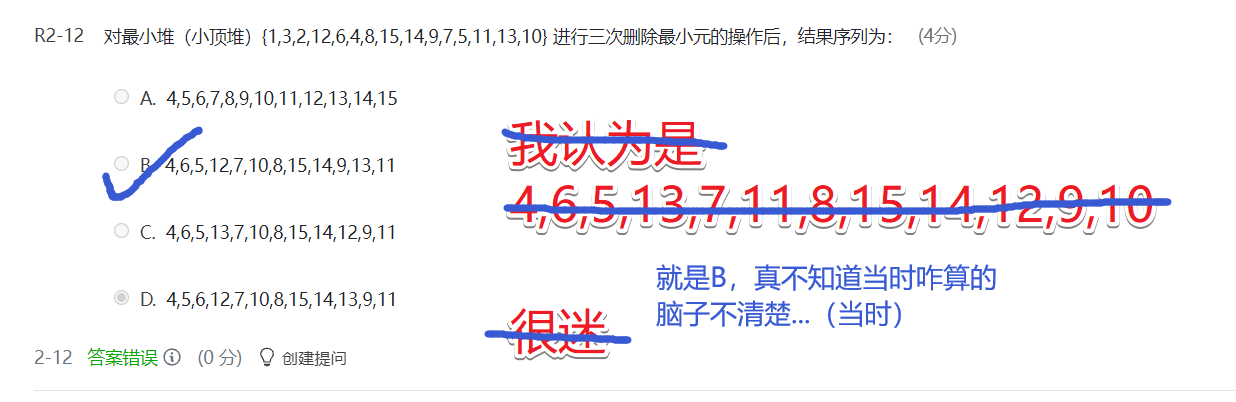 R2-12 对最小堆（小顶堆）{1,3,2,12,6,4,8,15,14,9,7,5,11,13,10} 进行三次删除最小元的操作后，结果序列为： (4分)
A. 4,5,6,7,8,9,10,11,12,13,14,15
我认为是
B. 4,6,5,12,7,10,8,15,14,9,13,11
4,6,5,13,7,11,8,15,14,12,9,10
C. 4,6,5,13,7,10,8,15,14,12,9,11
就是B，真不知道当时咋算的
D. 4,5,6,12,7,10,8,15,14,13,9,11
脑子不清楚...（当时）
很迷
2-12 答案错误 (0 分) 创建提问